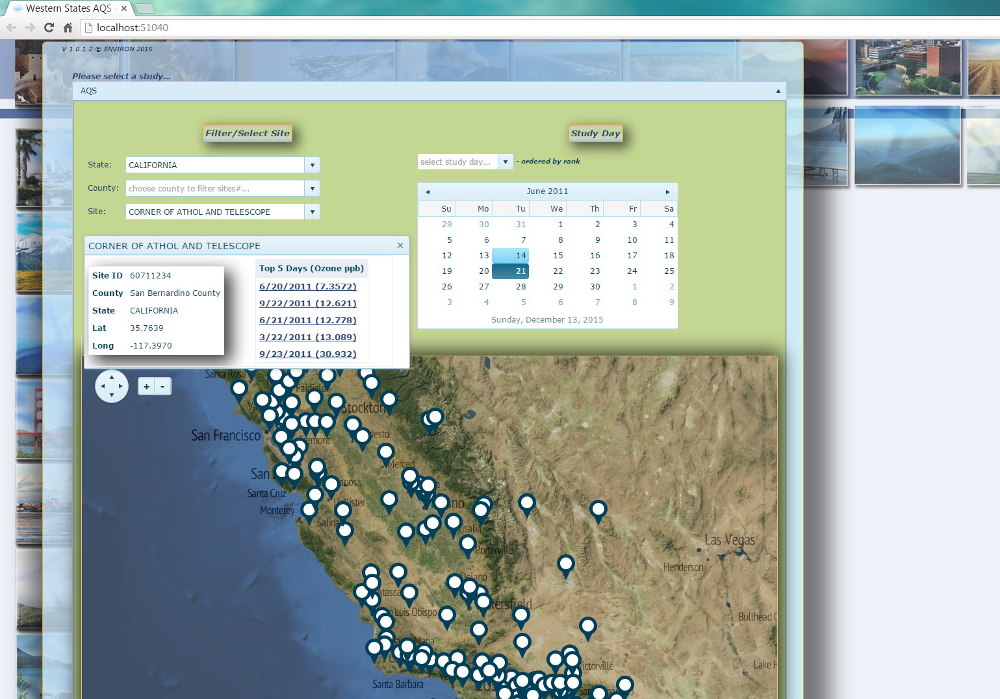 Western States AQS
localhost:51040
V 1.0.1.2 © ENVIRON 2015
Please select a study...
AQS
Filter/Select Site
Study Day
State: CALIFORNIA
select study day... - ordered by rank
County: choose county to filter sites#...
Site: CORNER OF ATHOL AND TELESCOPE
June 2011
Su Mo Tu We Th Fr Sa
29 30 31 1 2 3 4
5 6 7 8 9 10 11
12 13 14 15 16 17 18
19 20 21 22 23 24 25
26 27 28 29 30 1 2
3 4 5 6 7 8 9
Sunday, December 13, 2015
CORNER OF ATHOL AND TELESCOPE
Site ID 60711234
County San Bernardino County
State CALIFORNIA
Lat 35.7639
Long -117.3970
Top 5 Days (Ozone ppb)
6/20/2011 (7.3572)
9/22/2011 (12.621)
6/21/2011 (12.778)
3/22/2011 (13.089)
9/23/2011 (30.932)
+ -
Santa Rosa
Fairfield
Stockton
San Francisco
Merced
San
Santa Cruz
Hollister
Monterey
Salina
Las Vegas
Porterville
Henderson
Delano
Luis Obispo
Bullhead C
Maria
Victorville
Lake H
Santa Barbara